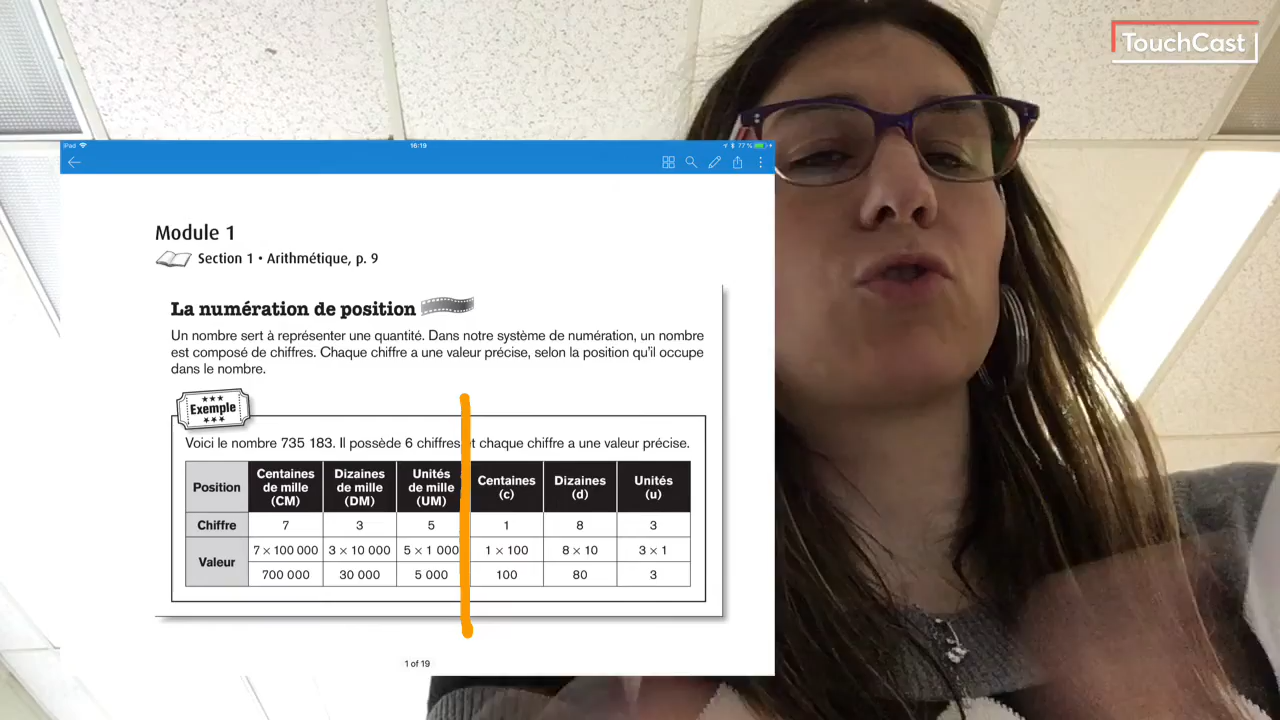 TouchCast
iPad 16:19 77 %
Module 1
Section 1 • Arithmétique, p. 9
La numération de position
Un nombre sert à représenter une quantité. Dans notre système de numération, un nombre
est composé de chiffres. Chaque chiffre a une valeur précise, selon la position qu'il occupe
dans le nombre.
Exemple
Voici le nombre 735 183. Il possède 6 chiffres et chaque chiffre a une valeur précise.
Position Centaines de mille (CM) Dizaines de mille (DM) Unités de mille (UM) Centaines (c) Dizaines (d) Unités (u)
Chiffre 7 3 5 1 8 3
Valeur 7 × 100 000 3 × 10 000 5 × 1 000 1 × 100 8 × 10 3 × 1
700 000 30 000 5 000 100 80 3
1 of 19